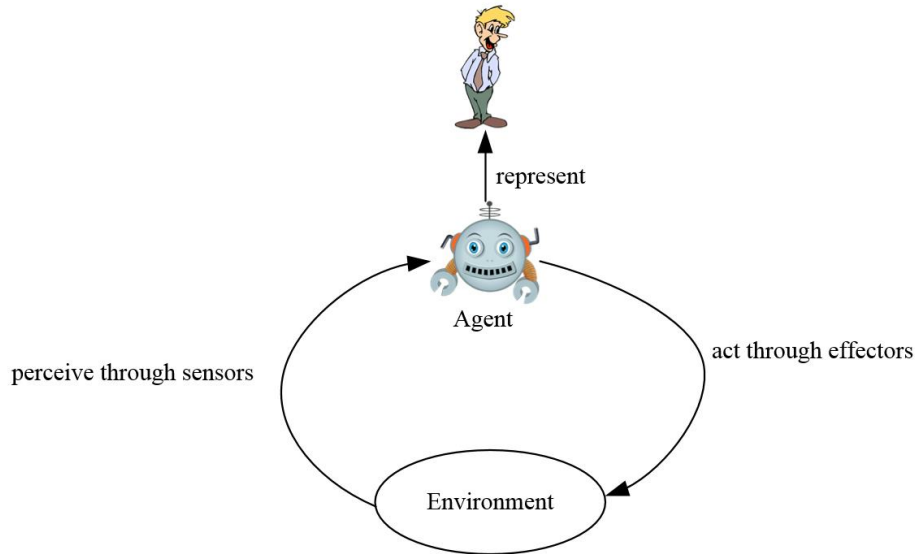 represent
Agent
act through effectors
perceive through sensors
Environment